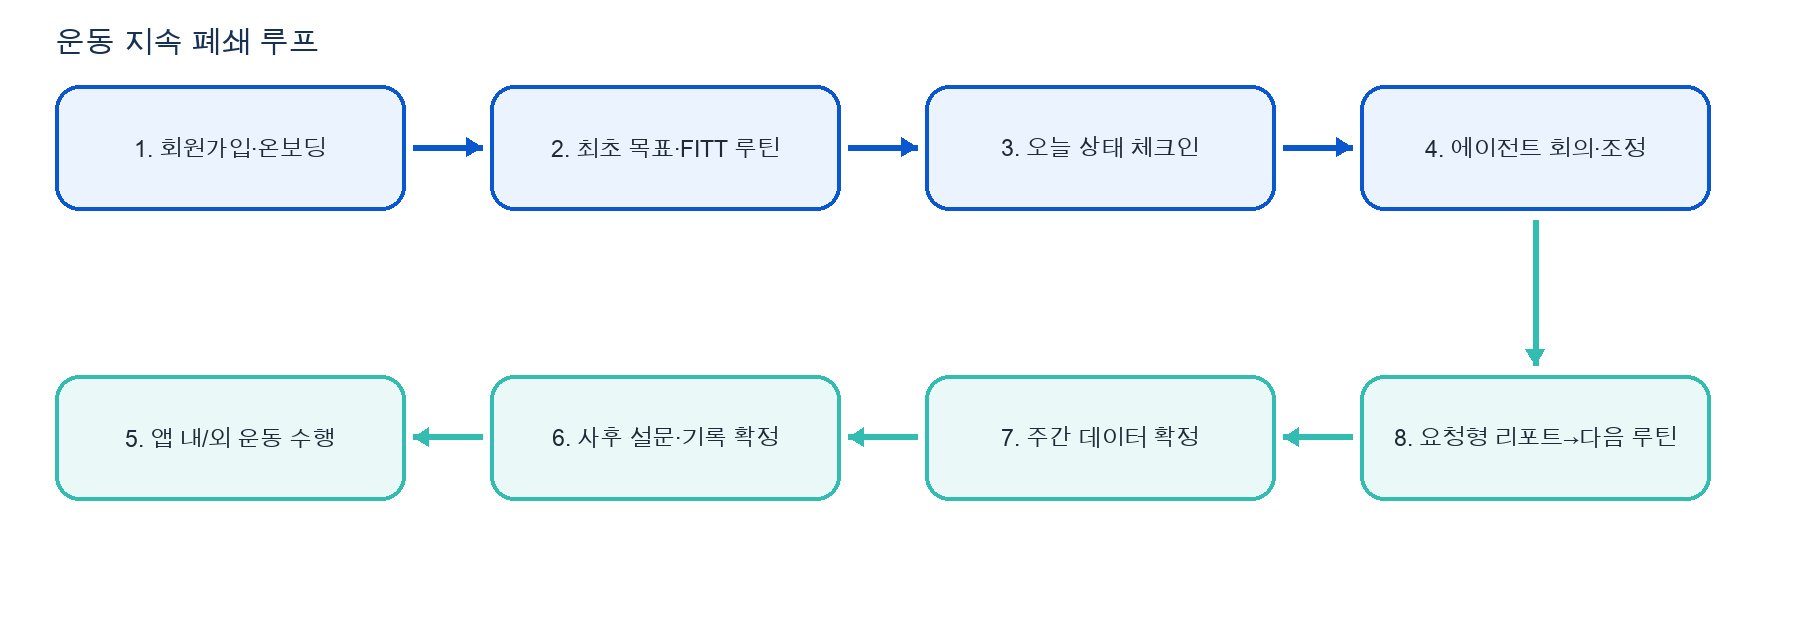 운동 지속 폐쇄 루프
1. 회원가입·온보딩
2. 최초 목표·FITT 루틴
3. 오늘 상태 체크인
4. 에이전트 회의·조정
5. 앱 내/외 운동 수행
6. 사후 설문·기록 확정
7. 주간 데이터 확정
8. 요청형 리포트→다음 루틴